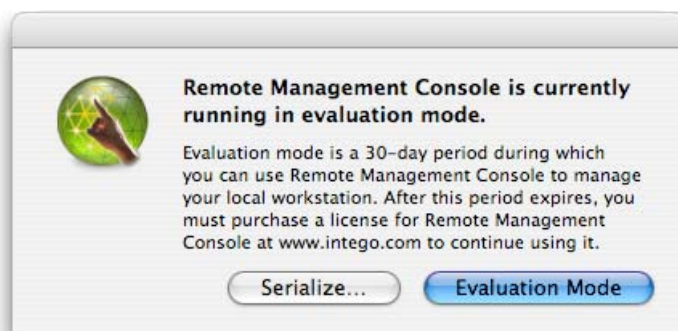 Remote Management Console is currently
running in evaluation mode.
Evaluation mode is a 30-day period during which
you can use Remote Management Console to manage
your local workstation. After this period expires, you
must purchase a license for Remote Management
Console at www.intego.com to continue using it.
Serialize... Evaluation Mode